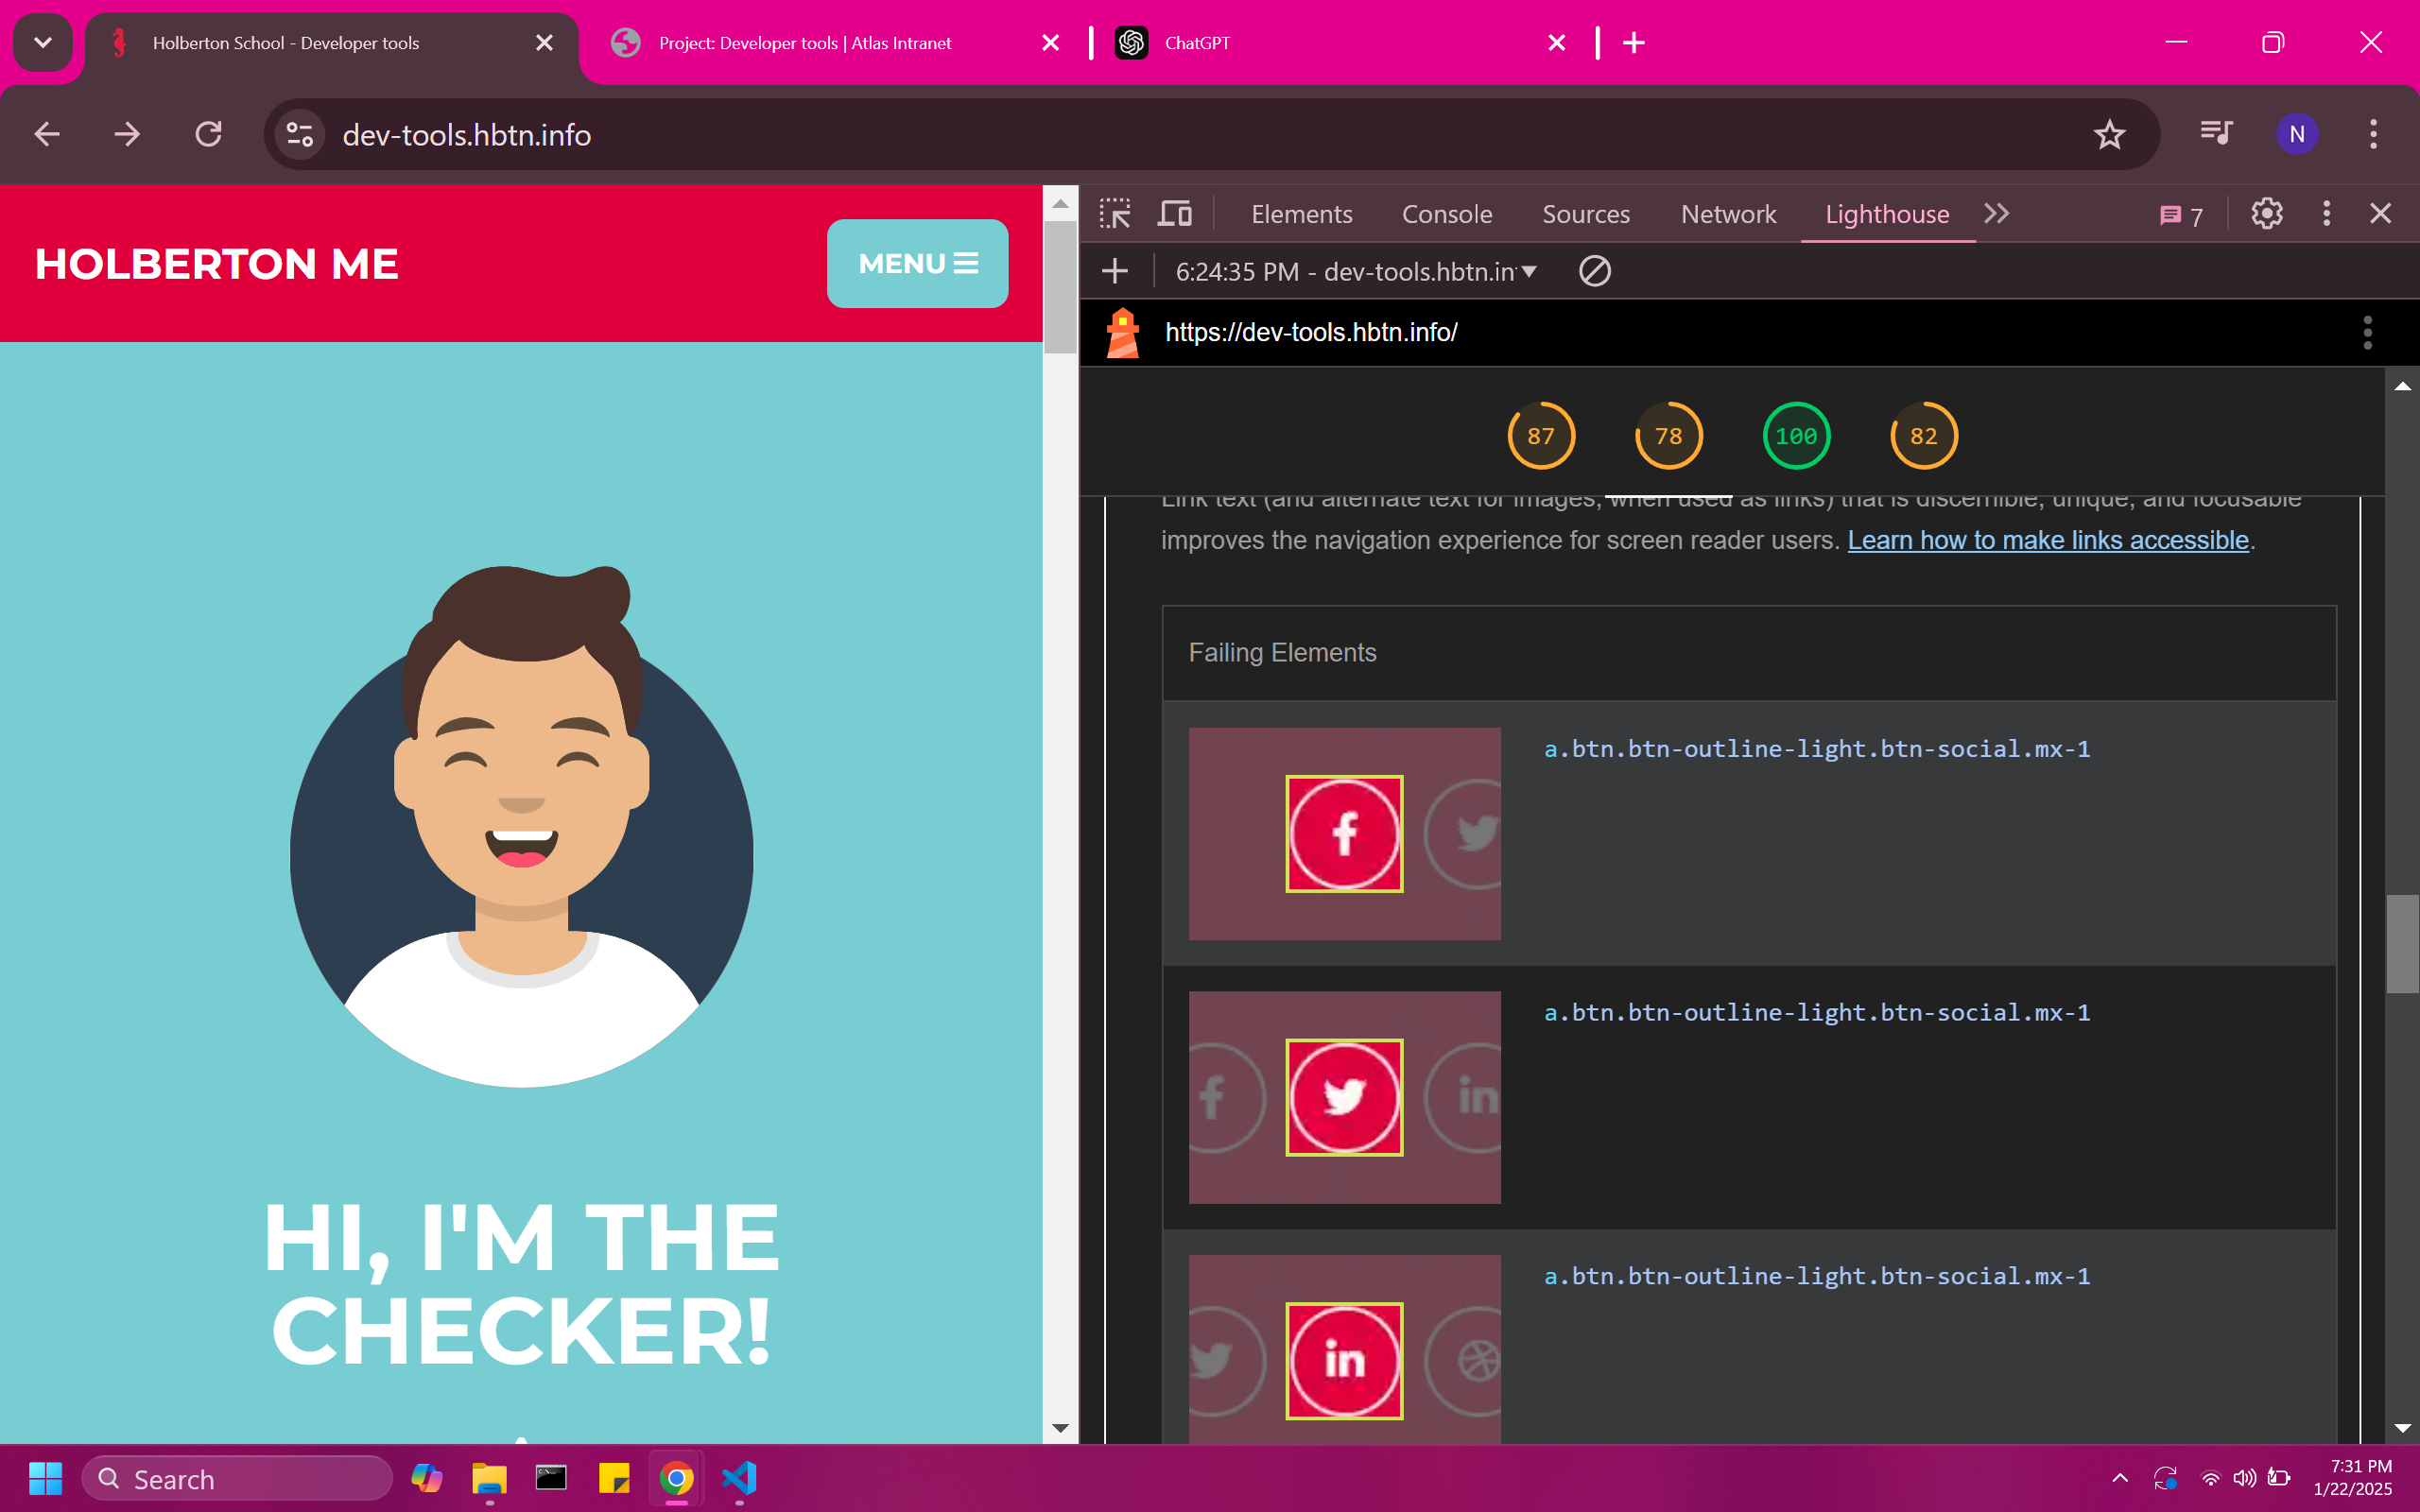 Holberton School - Developer tools
Project: Developer tools | Atlas Intranet
ChatGPT
dev-tools.hbtn.info
N
HOLBERTON ME
MENU
HI, I'M THE
CHECKER!
Elements
Console
Sources
Network
Lighthouse
7
6:24:35 PM - dev-tools.hbtn.in
https://dev-tools.hbtn.info/
87
78
100
82
Link text (and alternate text for images, when used as links) that is discernible, unique, and focusable
improves the navigation experience for screen reader users. Learn how to make links accessible.
Failing Elements
a.btn.btn-outline-light.btn-social.mx-1
a.btn.btn-outline-light.btn-social.mx-1
a.btn.btn-outline-light.btn-social.mx-1
Search
7:31 PM
1/22/2025